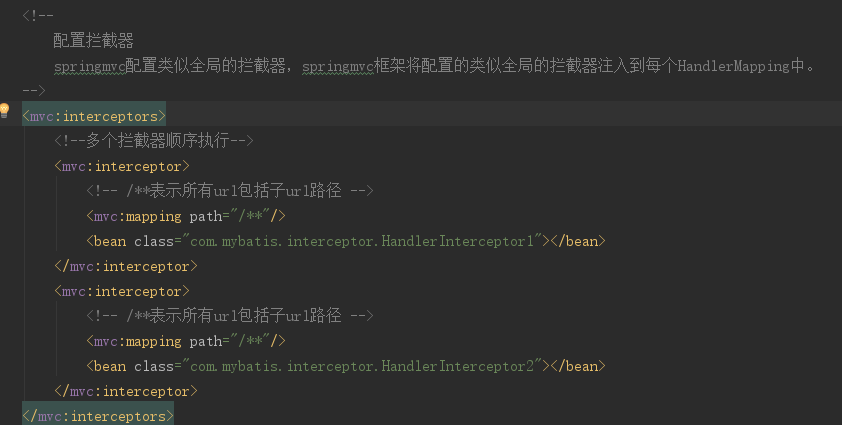 <!--
配置拦截器
springmvc配置类似全局的拦截器，springmvc框架将配置的类似全局的拦截器注入到每个HandlerMapping中。
-->
<mvc:interceptors>
<!--多个拦截器顺序执行-->
<mvc:interceptor>
<!-- /**表示所有url包括子url路径 -->
<mvc:mapping path="/**"/>
<bean class="com.mybatis.interceptor.HandlerInterceptor1"></bean>
</mvc:interceptor>
<mvc:interceptor>
<!-- /**表示所有url包括子url路径 -->
<mvc:mapping path="/**"/>
<bean class="com.mybatis.interceptor.HandlerInterceptor2"></bean>
</mvc:interceptor>
</mvc:interceptors>